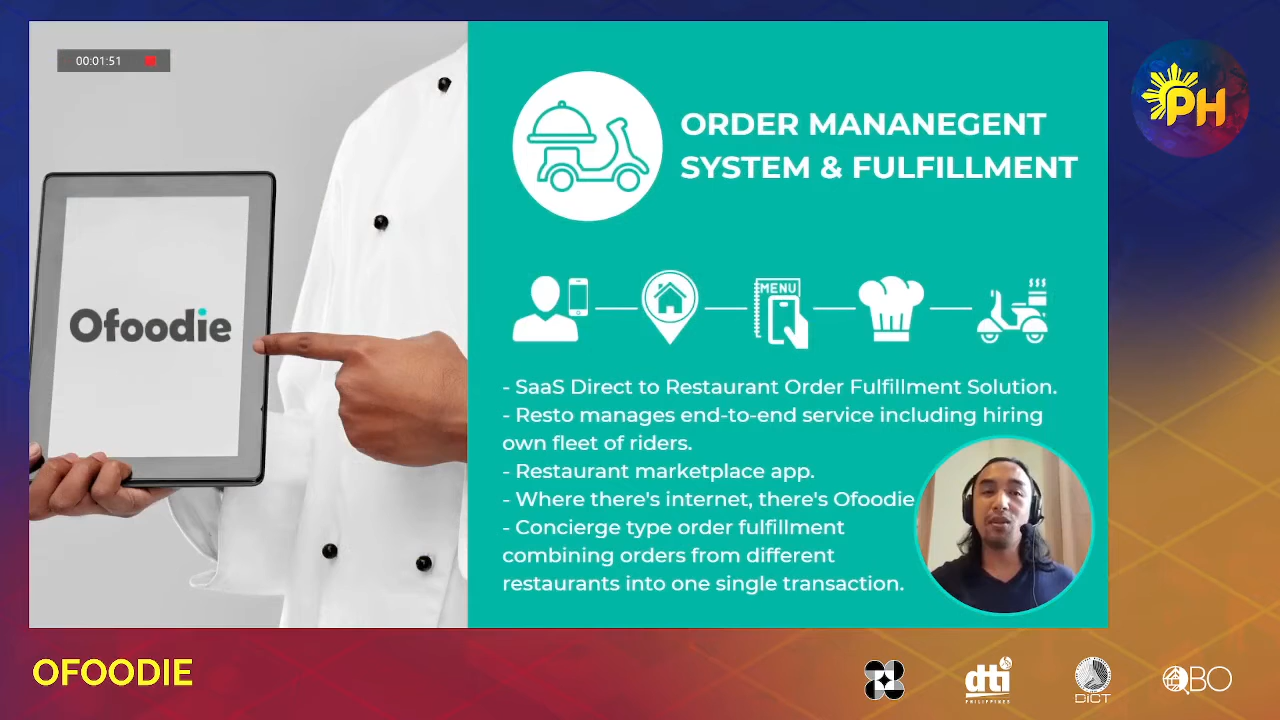 00:01:51
PH
ORDER MANANEGENT
SYSTEM & FULFILLMENT
MENU
Ofoodie
- SaaS Direct to Restaurant Order Fulfillment Solution.
- Resto manages end-to-end service including hiring
own fleet of riders.
- Restaurant marketplace app.
- Where there's internet, there's Ofoodie
- Concierge type order fulfillment
combining orders from different
restaurants into one single transaction.
OFOODIE
dti
PHILIPPINES
DICT
QBO